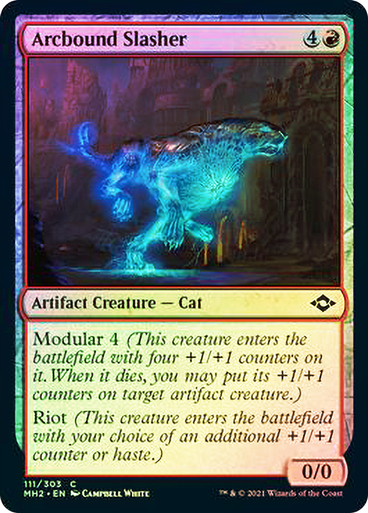 Arcbound Slasher 4
Artifact Creature — Cat
Modular 4 (This creature enters the
battlefield with four +1/+1 counters on
it. When it dies, you may put its +1/+1
counters on target artifact creature.)
Riot (This creature enters the battlefield
with your choice of an additional +1/+1
counter or haste.)
0/0
111/303 C
MH2 • EN Campbell White
™ & © 2021 Wizards of the Coast